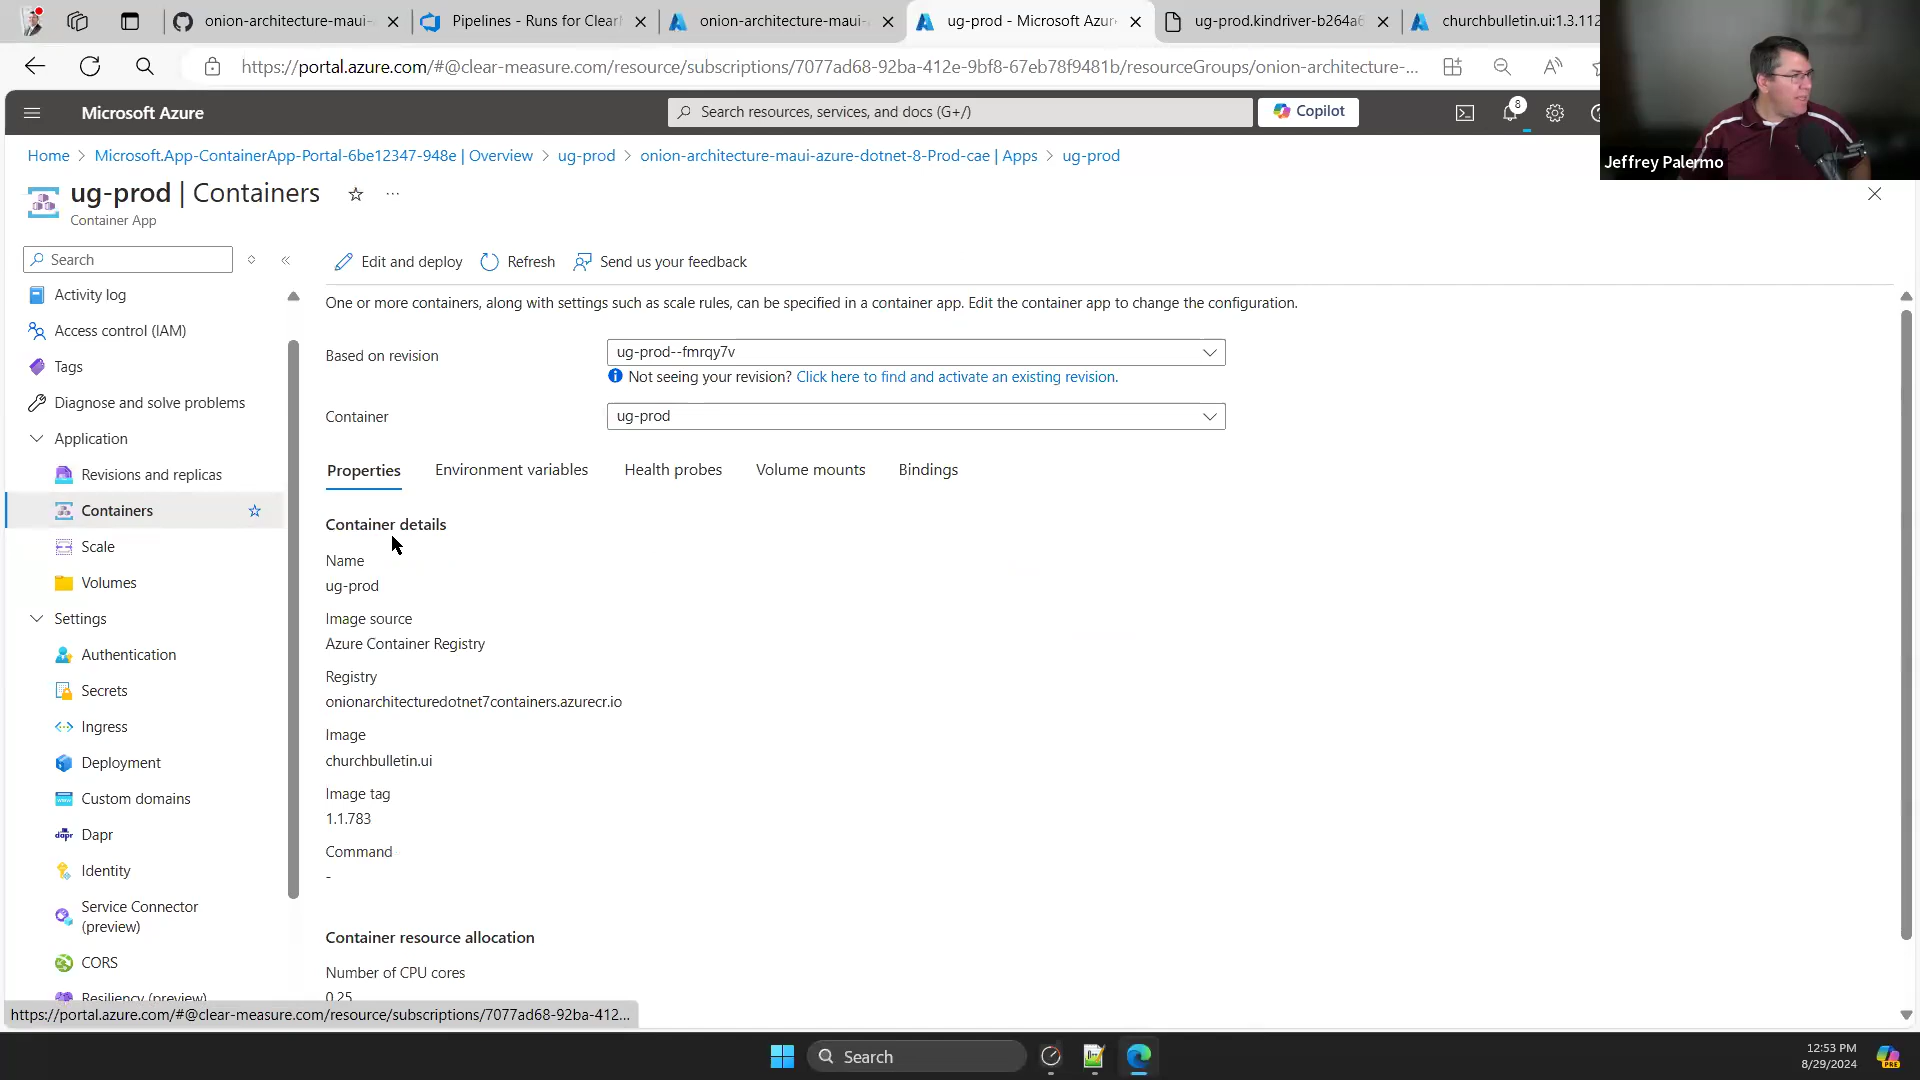 onion-architecture-maui-
Pipelines - Runs for Clear
onion-architecture-maui-
ug-prod - Microsoft Azur
ug-prod.kindriver-b264a6
churchbulletin.ui:1.3.112
https://portal.azure.com/#@clear-measure.com/resource/subscriptions/7077ad68-92ba-412e-9bf8-67eb78f9481b/resourceGroups/onion-architecture-...
Microsoft Azure
Search resources, services, and docs (G+/)
Copilot
8
Jeffrey Palermo
Home > Microsoft.App-ContainerApp-Portal-6be12347-948e | Overview > ug-prod > onion-architecture-maui-azure-dotnet-8-Prod-cae | Apps > ug-prod
ug-prod | Containers
Container App
Search
Edit and deploy
Refresh
Send us your feedback
Activity log
Access control (IAM)
Tags
Diagnose and solve problems
Application
Revisions and replicas
Containers
Scale
Volumes
Settings
Authentication
Secrets
Ingress
Deployment
Custom domains
Dapr
Identity
Service Connector
(preview)
CORS
Resiliency (preview)
One or more containers, along with settings such as scale rules, can be specified in a container app. Edit the container app to change the configuration.
Based on revision
ug-prod--fmrqy7v
Not seeing your revision? Click here to find and activate an existing revision.
Container
ug-prod
Properties
Environment variables
Health probes
Volume mounts
Bindings
Container details
Name
ug-prod
Image source
Azure Container Registry
Registry
onionarchitecturedotnet7containers.azurecr.io
Image
churchbulletin.ui
Image tag
1.1.783
Command
-
Container resource allocation
Number of CPU cores
0.25
https://portal.azure.com/#@clear-measure.com/resource/subscriptions/7077ad68-92ba-412...
Search
12:53 PM
8/29/2024
PRE